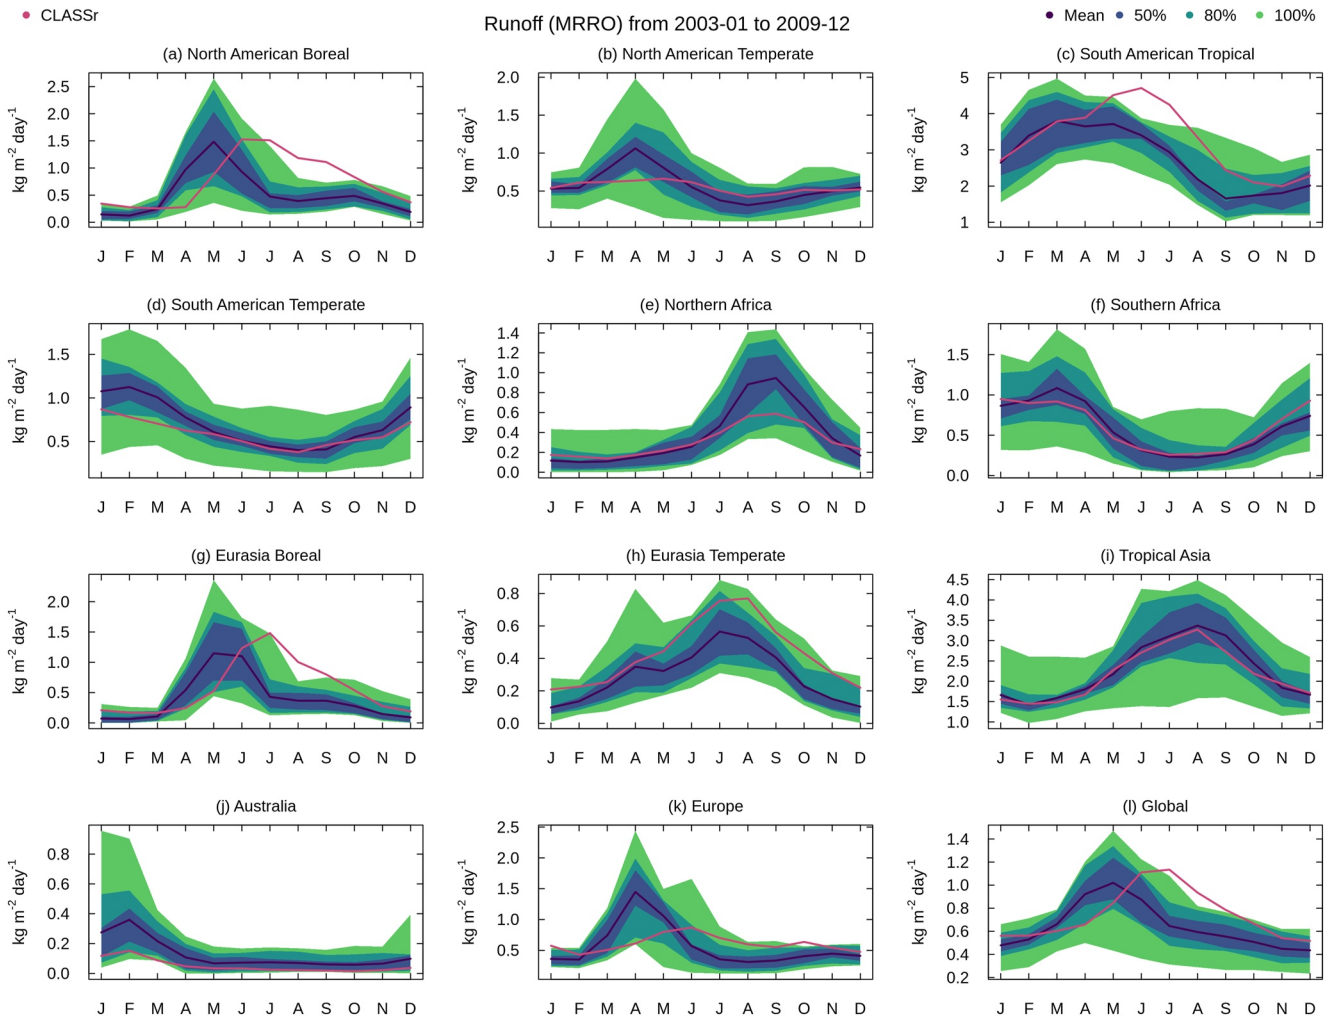 CLASSr
Runoff (MRRO) from 2003-01 to 2009-12
Mean 50% 80% 100%
(a) North American Boreal
kg m⁻² day⁻¹
2.5
2.0
1.5
1.0
0.5
0.0
J F M A M J J A S O N D
(b) North American Temperate
kg m⁻² day⁻¹
2.0
1.5
1.0
0.5
J F M A M J J A S O N D
(c) South American Tropical
kg m⁻² day⁻¹
5
4
3
2
1
J F M A M J J A S O N D
(d) South American Temperate
kg m⁻² day⁻¹
1.5
1.0
0.5
J F M A M J J A S O N D
(e) Northern Africa
kg m⁻² day⁻¹
1.4
1.2
1.0
0.8
0.6
0.4
0.2
0.0
J F M A M J J A S O N D
(f) Southern Africa
kg m⁻² day⁻¹
1.5
1.0
0.5
0.0
J F M A M J J A S O N D
(g) Eurasia Boreal
kg m⁻² day⁻¹
2.0
1.5
1.0
0.5
0.0
J F M A M J J A S O N D
(h) Eurasia Temperate
kg m⁻² day⁻¹
0.8
0.6
0.4
0.2
0.0
J F M A M J J A S O N D
(i) Tropical Asia
kg m⁻² day⁻¹
4.5
4.0
3.5
3.0
2.5
2.0
1.5
1.0
J F M A M J J A S O N D
(j) Australia
kg m⁻² day⁻¹
0.8
0.6
0.4
0.2
0.0
J F M A M J J A S O N D
(k) Europe
kg m⁻² day⁻¹
2.5
2.0
1.5
1.0
0.5
J F M A M J J A S O N D
(l) Global
kg m⁻² day⁻¹
1.4
1.2
1.0
0.8
0.6
0.4
0.2
J F M A M J J A S O N D